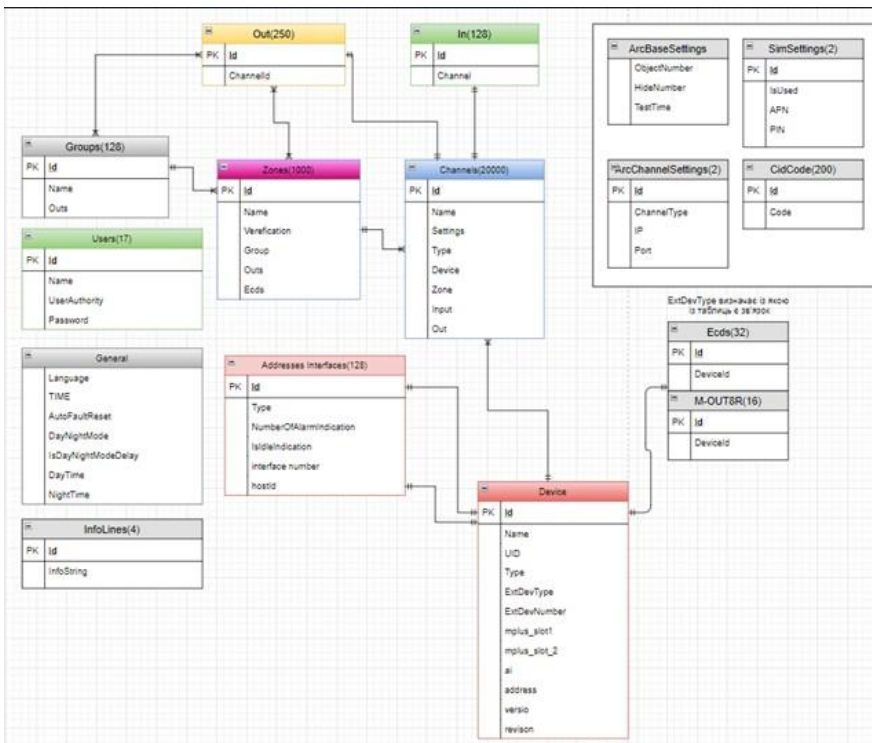 Out(250)
PK Id
ChannelId
In(128)
PK Id
Channel
Groups(128)
PK Id
Name
Outs
Zones(1000)
PK Id
Name
Verefication
Group
Outs
Ecds
Channels(20000)
PK Id
Name
Settings
Type
Device
Zone
Input
Out
ArcBaseSettings
ObjectNumber
HideNumber
TestTime
SimSettings(2)
PK Id
IsUsed
APN
PIN
ArcChannelSettings(2)
PK Id
ChannelType
IP
Port
CidCode(200)
PK Id
Code
Users(17)
PK Id
Name
UserAuthority
Password
General
Language
TIME
AutoFaultReset
DayNightMode
IsDayNightModeDelay
DayTime
NightTime
InfoLines(4)
PK Id
InfoString
Addresses Interfaces(128)
PK Id
Type
NumberOfAlarmIndication
IsIdleIndication
interface number
hostId
ExtDevType визначає із якою
із таблиць є зв'язок
Ecds(32)
PK Id
DeviceId
M-OUT8R(16)
PK Id
DeviceId
Device
PK Id
Name
UID
Type
ExtDevType
ExtDevNumber
mplus_slot1
mplus_slot_2
ai
address
versio
revison